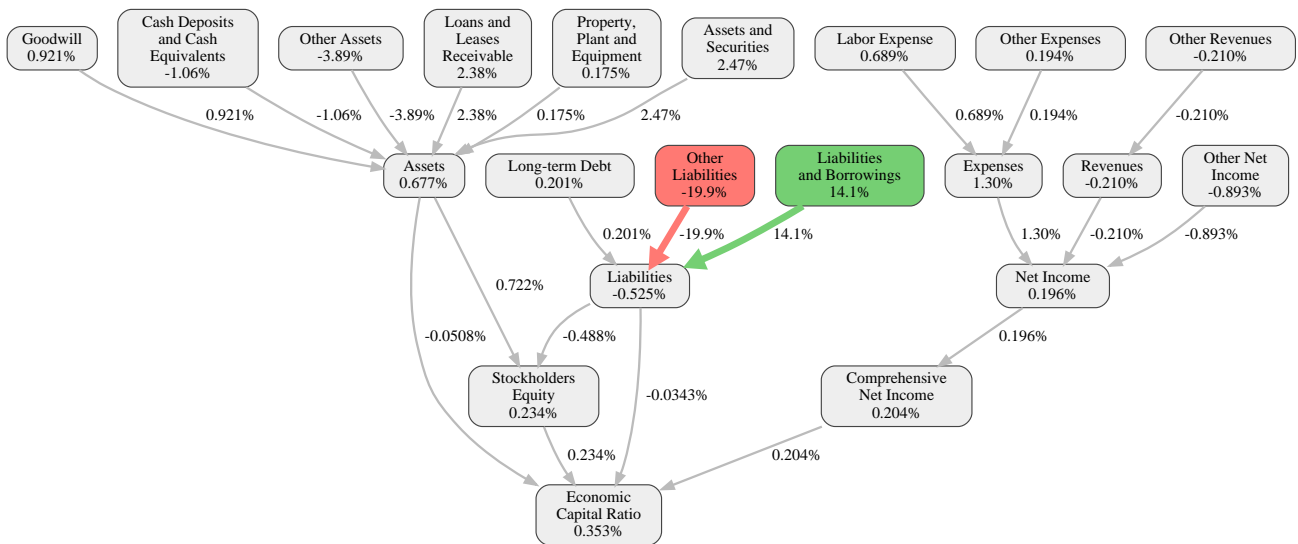 Goodwill
0.921%
Cash Deposits
and Cash
Equivalents
-1.06%
Other Assets
-3.89%
Loans and
Leases
Receivable
2.38%
Property,
Plant and
Equipment
0.175%
Assets and
Securities
2.47%
Labor Expense
0.689%
Other Expenses
0.194%
Other Revenues
-0.210%
0.921%
-1.06%
-3.89%
2.38%
0.175%
2.47%
0.689%
0.194%
-0.210%
Assets
0.677%
Long-term Debt
0.201%
Other
Liabilities
-19.9%
Liabilities
and Borrowings
14.1%
Expenses
1.30%
Revenues
-0.210%
Other Net
Income
-0.893%
0.201%
-19.9%
14.1%
1.30%
-0.210%
-0.893%
Liabilities
-0.525%
Net Income
0.196%
0.722%
-0.0508%
-0.488%
0.196%
Stockholders
Equity
0.234%
-0.0343%
Comprehensive
Net Income
0.204%
0.234%
0.204%
Economic
Capital Ratio
0.353%